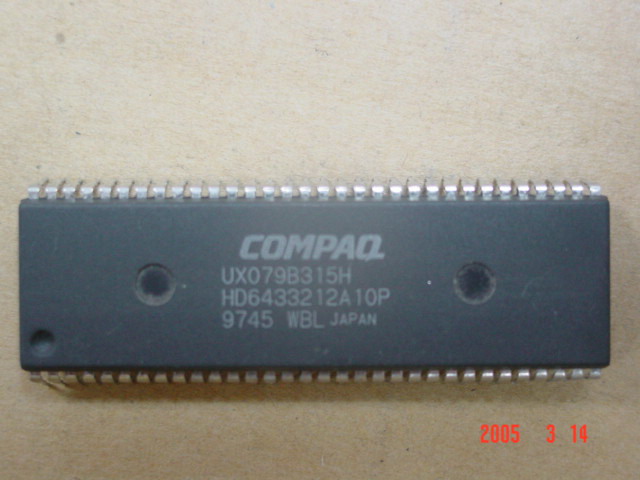 COMPAQ
UX079B315H
HD6433212A10P
9745 WBL JAPAN
2005 3 14